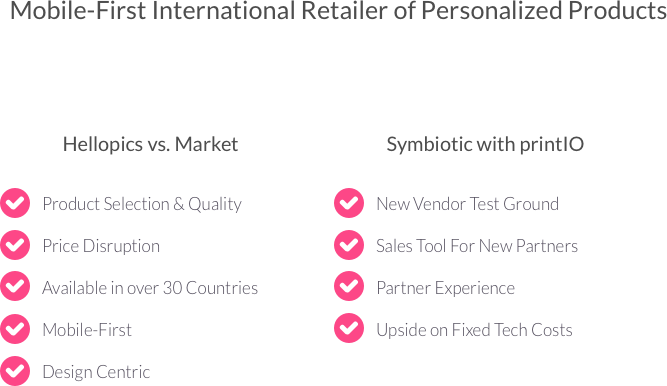 Mobile-First International Retailer of Personalized Products
Hellopics vs. Market
Product Selection & Quality
Price Disruption
Available in over 30 Countries
Mobile-First
Design Centric
Symbiotic with printIO
New Vendor Test Ground
Sales Tool For New Partners
Partner Experience
Upside on Fixed Tech Costs